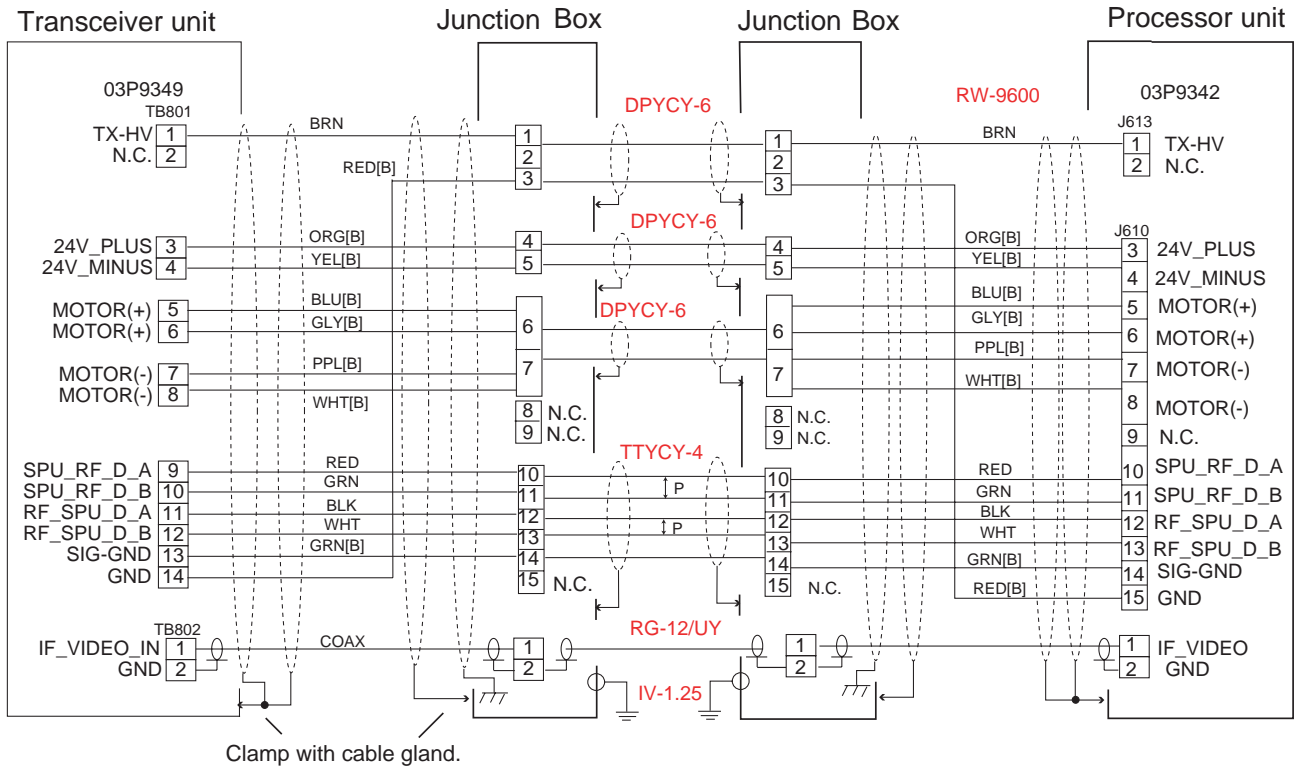 Transceiver unit
Junction Box
Junction Box
Processor unit
03P9349
TB801
TX-HV 1
N.C. 2
24V_PLUS 3
24V_MINUS 4
MOTOR(+) 5
MOTOR(+) 6
MOTOR(-) 7
MOTOR(-) 8
SPU_RF_D_A 9
SPU_RF_D_B 10
RF_SPU_D_A 11
RF_SPU_D_B 12
SIG-GND 13
GND 14
TB802
IF_VIDEO_IN 1
GND 2
BRN
RED[B]
ORG[B]
YEL[B]
BLU[B]
GLY[B]
PPL[B]
WHT[B]
RED
GRN
BLK
WHT
GRN[B]
COAX
Clamp with cable gland.
1
2
3
4
5
6
7
8 N.C.
9 N.C.
10
11
12
13
14
15 N.C.
1
2
DPYCY-6
DPYCY-6
DPYCY-6
TTYCY-4
P
P
RG-12/UY
IV-1.25
1
2
3
4
5
6
7
8 N.C.
9 N.C.
10
11
12
13
14
15 N.C.
1
2
RW-9600
BRN
ORG[B]
YEL[B]
BLU[B]
GLY[B]
PPL[B]
WHT[B]
RED
GRN
BLK
WHT
GRN[B]
RED[B]
03P9342
J613
1 TX-HV
2 N.C.
J610
3 24V_PLUS
4 24V_MINUS
5 MOTOR(+)
6 MOTOR(+)
7 MOTOR(-)
8 MOTOR(-)
9 N.C.
10 SPU_RF_D_A
11 SPU_RF_D_B
12 RF_SPU_D_A
13 RF_SPU_D_B
14 SIG-GND
15 GND
1 IF_VIDEO
2 GND